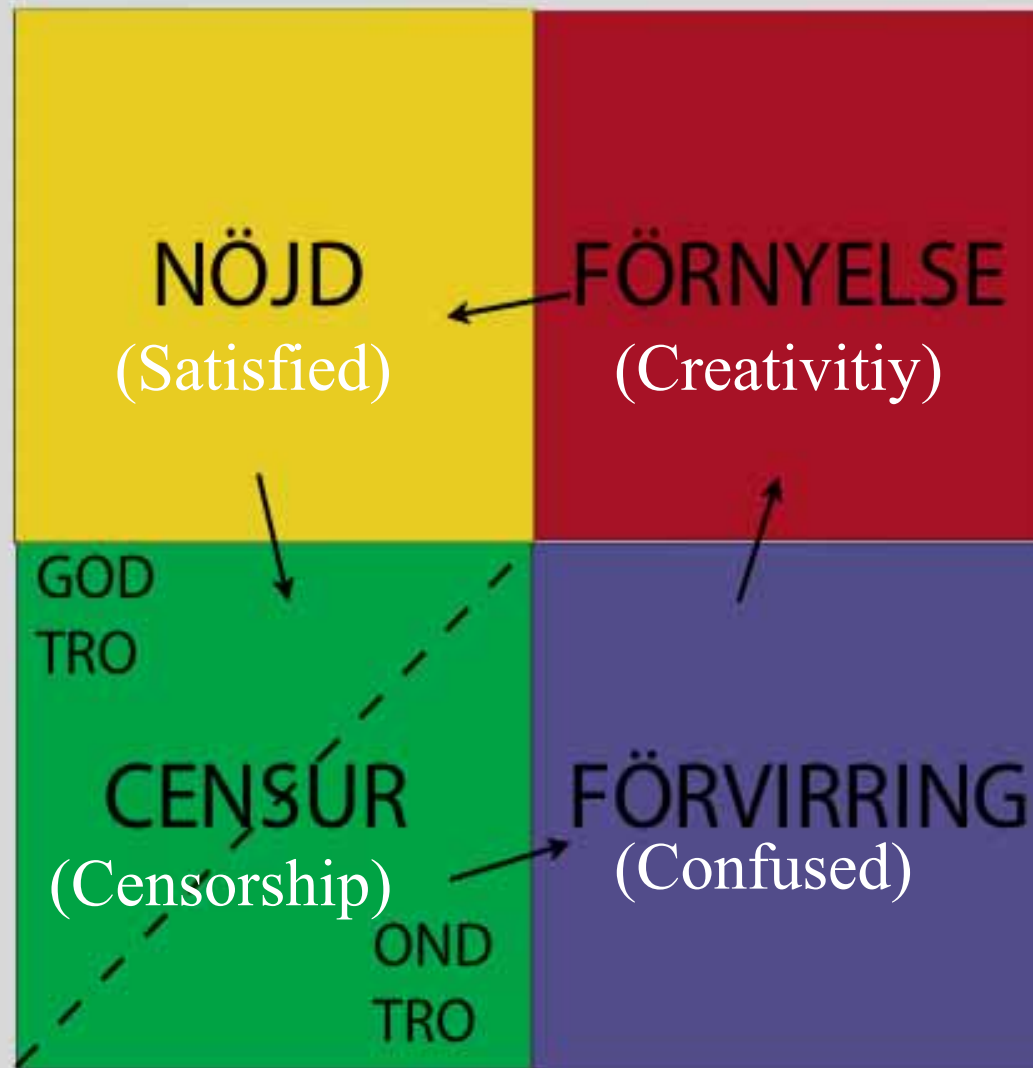 NÖJD
(Satisfied)
FÖRNYELSE
(Creativitiy)
GOD
TRO
CENSUR
(Censorship)
OND
TRO
FÖRVIRRING
(Confused)